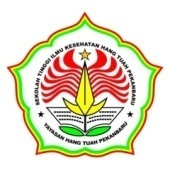 SEKOLAH TINGGI ILMU KESEHATAN HANG TUAH PEKANBARU
YAYASAN HANG TUAH PEKANBARU